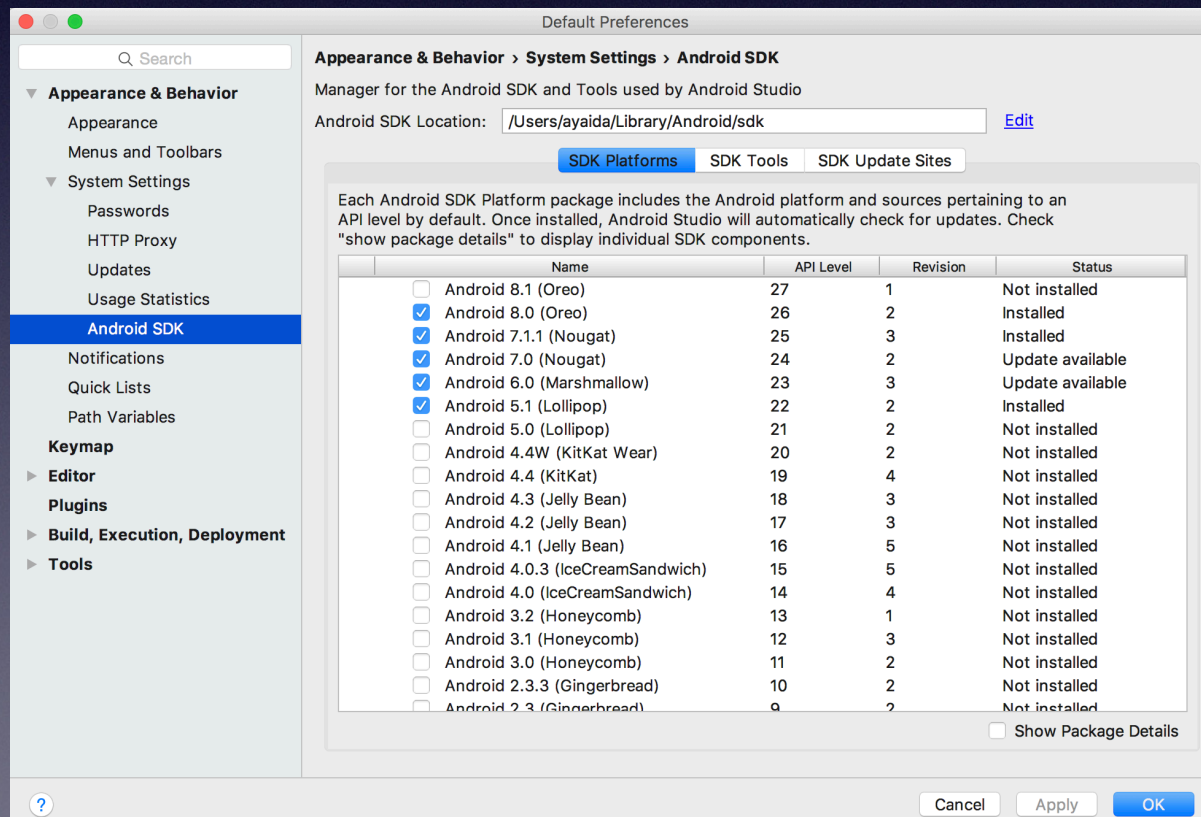 Default Preferences
Search
Appearance & Behavior
Appearance
Menus and Toolbars
System Settings
Passwords
HTTP Proxy
Updates
Usage Statistics
Android SDK
Notifications
Quick Lists
Path Variables
Keymap
Editor
Plugins
Build, Execution, Deployment
Tools
Appearance & Behavior › System Settings › Android SDK
Manager for the Android SDK and Tools used by Android Studio
Android SDK Location: /Users/ayaida/Library/Android/sdk Edit
SDK Platforms SDK Tools SDK Update Sites
Each Android SDK Platform package includes the Android platform and sources pertaining to an
API level by default. Once installed, Android Studio will automatically check for updates. Check
"show package details" to display individual SDK components.
Name API Level Revision Status
Android 8.1 (Oreo) 27 1 Not installed
Android 8.0 (Oreo) 26 2 Installed
Android 7.1.1 (Nougat) 25 3 Installed
Android 7.0 (Nougat) 24 2 Update available
Android 6.0 (Marshmallow) 23 3 Update available
Android 5.1 (Lollipop) 22 2 Installed
Android 5.0 (Lollipop) 21 2 Not installed
Android 4.4W (KitKat Wear) 20 2 Not installed
Android 4.4 (KitKat) 19 4 Not installed
Android 4.3 (Jelly Bean) 18 3 Not installed
Android 4.2 (Jelly Bean) 17 3 Not installed
Android 4.1 (Jelly Bean) 16 5 Not installed
Android 4.0.3 (IceCreamSandwich) 15 5 Not installed
Android 4.0 (IceCreamSandwich) 14 4 Not installed
Android 3.2 (Honeycomb) 13 1 Not installed
Android 3.1 (Honeycomb) 12 3 Not installed
Android 3.0 (Honeycomb) 11 2 Not installed
Android 2.3.3 (Gingerbread) 10 2 Not installed
Android 2.3 (Gingerbread) 9 2 Not installed
Show Package Details
? Cancel Apply OK